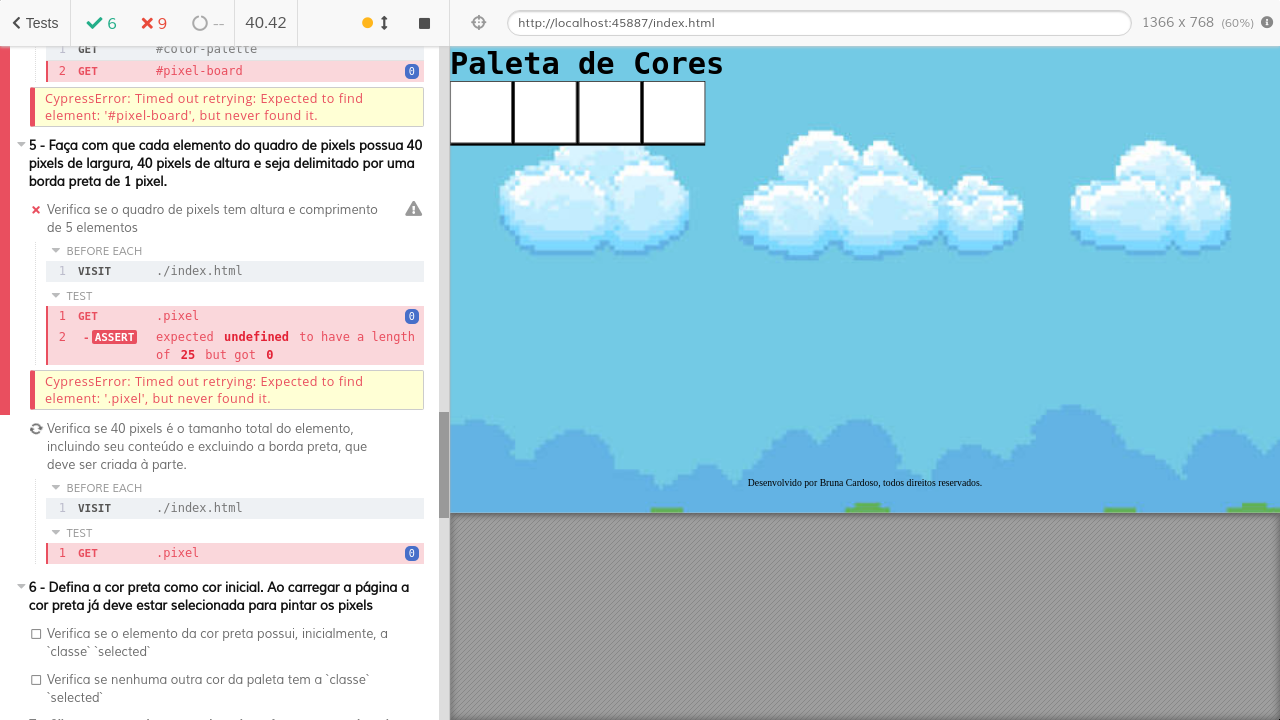 Tests
6
9
--
40.42
1 GET #color-palette
2 GET #pixel-board 0
CypressError: Timed out retrying: Expected to find
element: '#pixel-board', but never found it.
5 - Faça com que cada elemento do quadro de pixels possua 40
pixels de largura, 40 pixels de altura e seja delimitado por uma
borda preta de 1 pixel.
Verifica se o quadro de pixels tem altura e comprimento
de 5 elementos
BEFORE EACH
1 VISIT ./index.html
TEST
1 GET .pixel 0
2 -ASSERT expected undefined to have a length
of 25 but got 0
CypressError: Timed out retrying: Expected to find
element: '.pixel', but never found it.
Verifica se 40 pixels é o tamanho total do elemento,
incluindo seu conteúdo e excluindo a borda preta, que
deve ser criada à parte.
BEFORE EACH
1 VISIT ./index.html
TEST
1 GET .pixel 0
6 - Defina a cor preta como cor inicial. Ao carregar a página a
cor preta já deve estar selecionada para pintar os pixels
Verifica se o elemento da cor preta possui, inicialmente, a
`classe` `selected`
Verifica se nenhuma outra cor da paleta tem a `classe`
`selected`
http://localhost:45887/index.html
1366 x 768 (60%)
Paleta de Cores
Desenvolvido por Bruna Cardoso, todos direitos reservados.